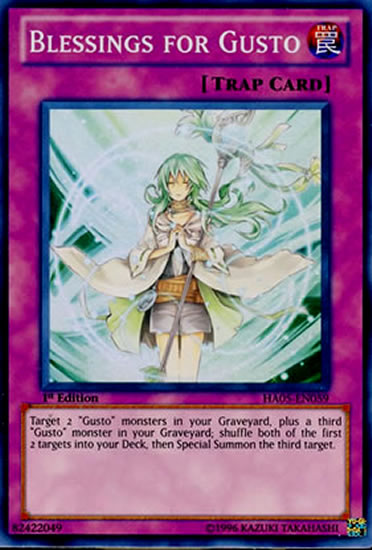 BLESSINGS FOR GUSTO
TRAP
罠
[TRAP CARD]
1st Edition
HA05-EN059
Target 2 "Gusto" monsters in your Graveyard, plus a third
"Gusto" monster in your Graveyard; shuffle both of the first
2 targets into your Deck, then Special Summon the third target.
82422049
©1996 KAZUKI TAKAHASHI